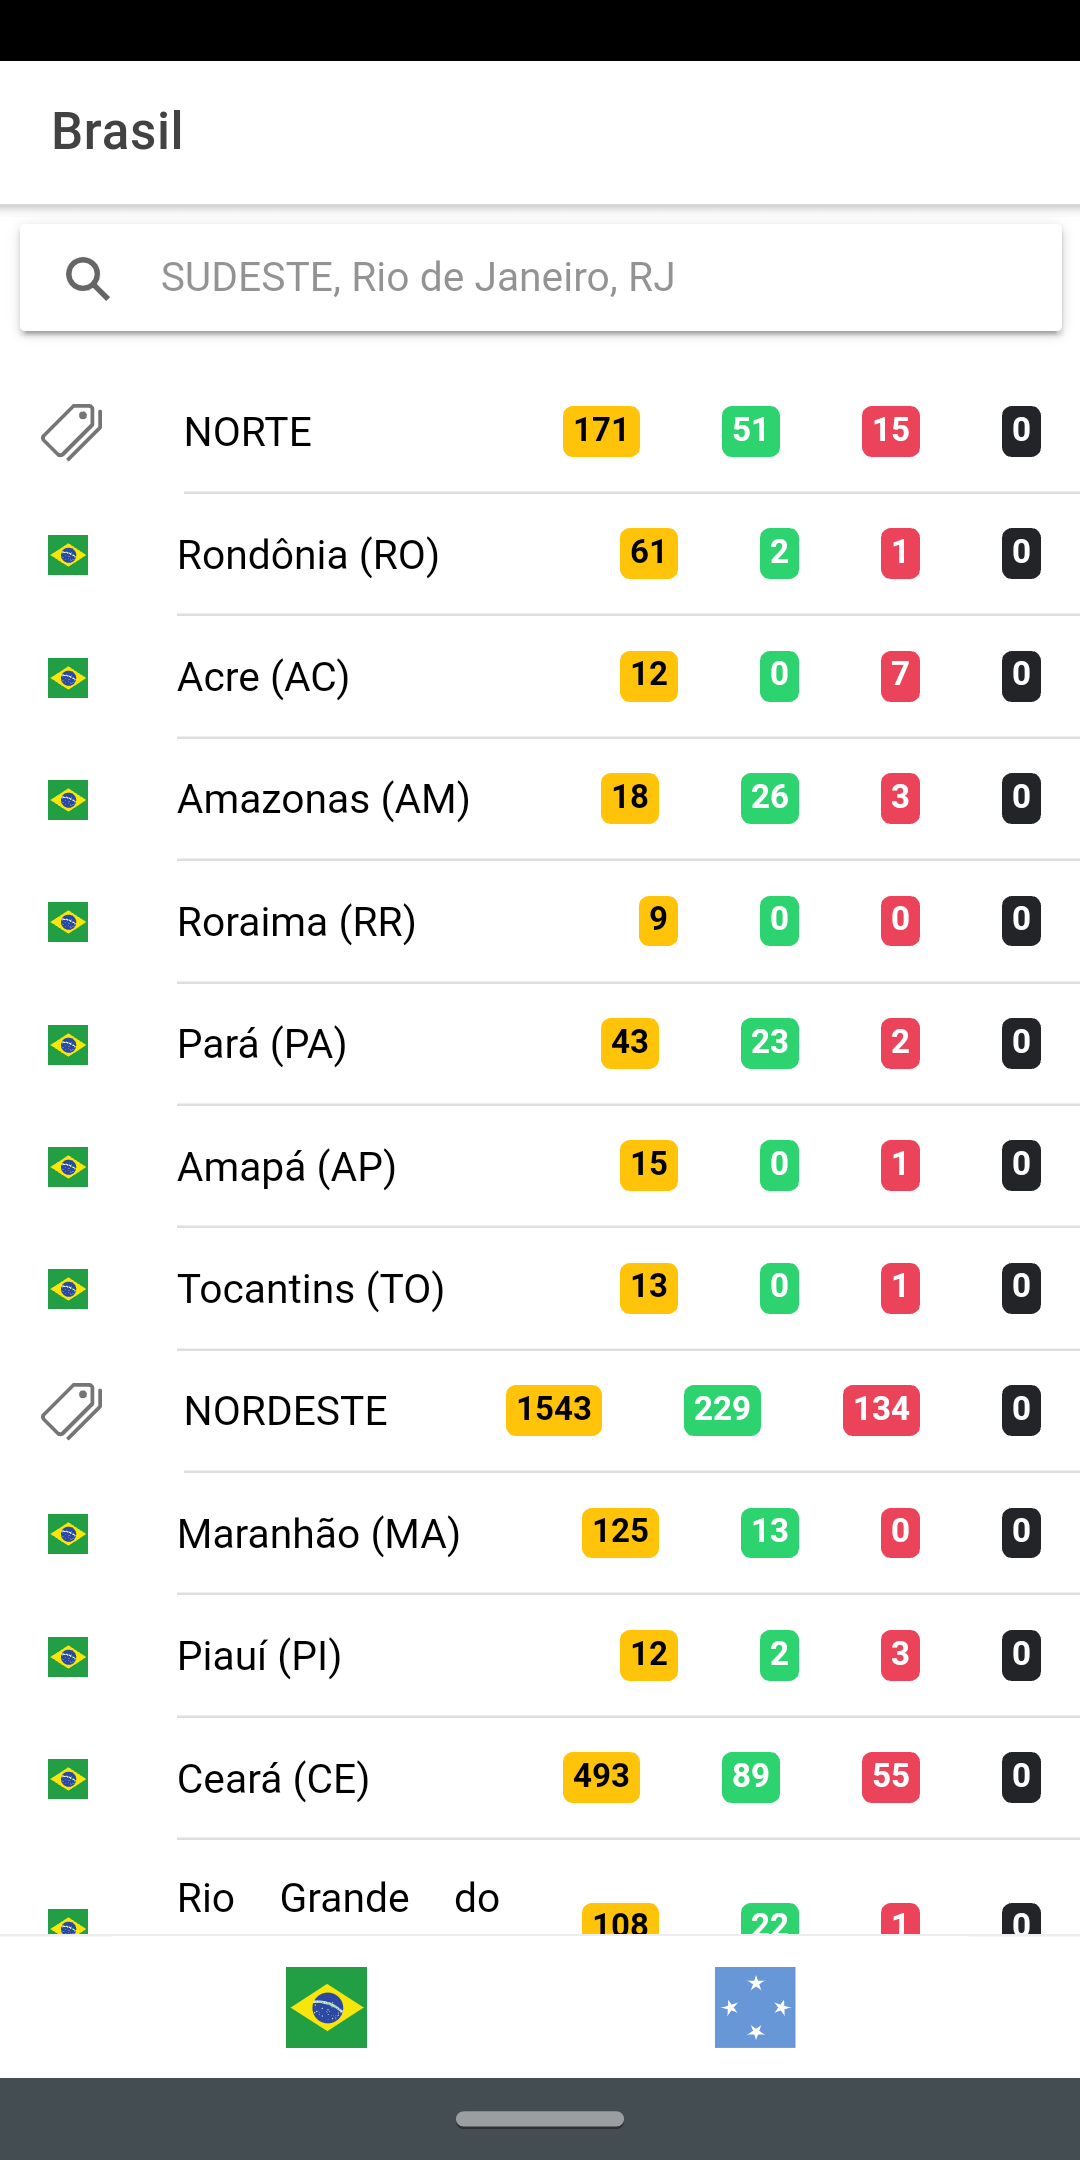 Brasil
SUDESTE, Rio de Janeiro, RJ
NORTE 171 51 15 0
Rondônia (RO) 61 2 1 0
Acre (AC) 12 0 7 0
Amazonas (AM) 18 26 3 0
Roraima (RR) 9 0 0 0
Pará (PA) 43 23 2 0
Amapá (AP) 15 0 1 0
Tocantins (TO) 13 0 1 0
NORDESTE 1543 229 134 0
Maranhão (MA) 125 13 0 0
Piauí (PI) 12 2 3 0
Ceará (CE) 493 89 55 0
Rio Grande do
108 22 1 0